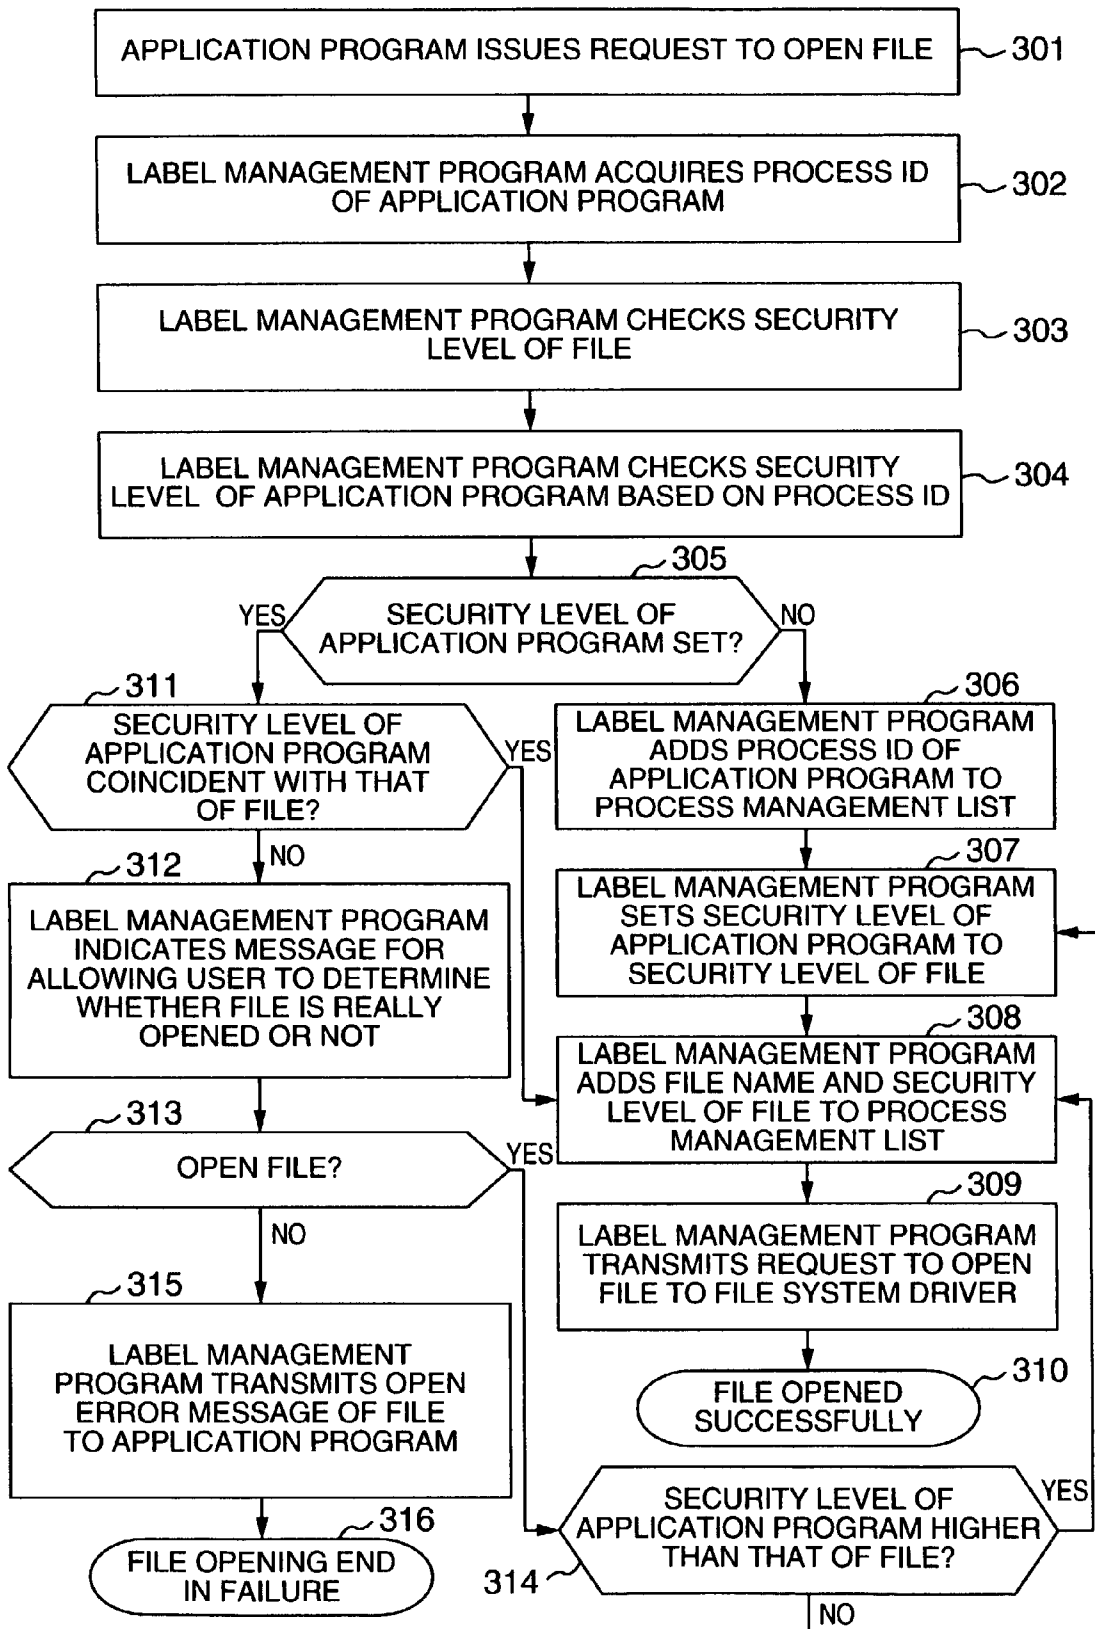 APPLICATION PROGRAM ISSUES REQUEST TO OPEN FILE
301
LABEL MANAGEMENT PROGRAM ACQUIRES PROCESS ID
OF APPLICATION PROGRAM
302
LABEL MANAGEMENT PROGRAM CHECKS SECURITY
LEVEL OF FILE
303
LABEL MANAGEMENT PROGRAM CHECKS SECURITY
LEVEL OF APPLICATION PROGRAM BASED ON PROCESS ID
304
305
SECURITY LEVEL OF
APPLICATION PROGRAM SET?
YES
NO
311
SECURITY LEVEL OF
APPLICATION PROGRAM
COINCIDENT WITH THAT
OF FILE?
YES
NO
306
LABEL MANAGEMENT PROGRAM
ADDS PROCESS ID OF
APPLICATION PROGRAM TO
PROCESS MANAGEMENT LIST
312
LABEL MANAGEMENT PROGRAM
INDICATES MESSAGE FOR
ALLOWING USER TO DETERMINE
WHETHER FILE IS REALLY
OPENED OR NOT
307
LABEL MANAGEMENT PROGRAM
SETS SECURITY LEVEL OF
APPLICATION PROGRAM TO
SECURITY LEVEL OF FILE
308
LABEL MANAGEMENT PROGRAM
ADDS FILE NAME AND SECURITY
LEVEL OF FILE TO PROCESS
MANAGEMENT LIST
313
OPEN FILE?
YES
NO
309
LABEL MANAGEMENT PROGRAM
TRANSMITS REQUEST TO OPEN
FILE TO FILE SYSTEM DRIVER
315
LABEL MANAGEMENT
PROGRAM TRANSMITS OPEN
ERROR MESSAGE OF FILE
TO APPLICATION PROGRAM
310
FILE OPENED
SUCCESSFULLY
316
FILE OPENING END
IN FAILURE
314
SECURITY LEVEL OF
APPLICATION PROGRAM HIGHER
THAN THAT OF FILE?
YES
NO